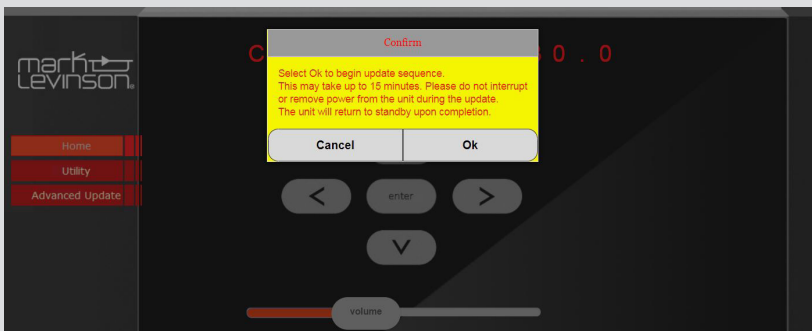 mark
Levinson®
C 80.0
Confirm
Select Ok to begin update sequence.
This may take up to 15 minutes. Please do not interrupt
or remove power from the unit during the update.
The unit will return to standby upon completion.
Cancel Ok
Home
Utility
Advanced Update
< enter >
volume